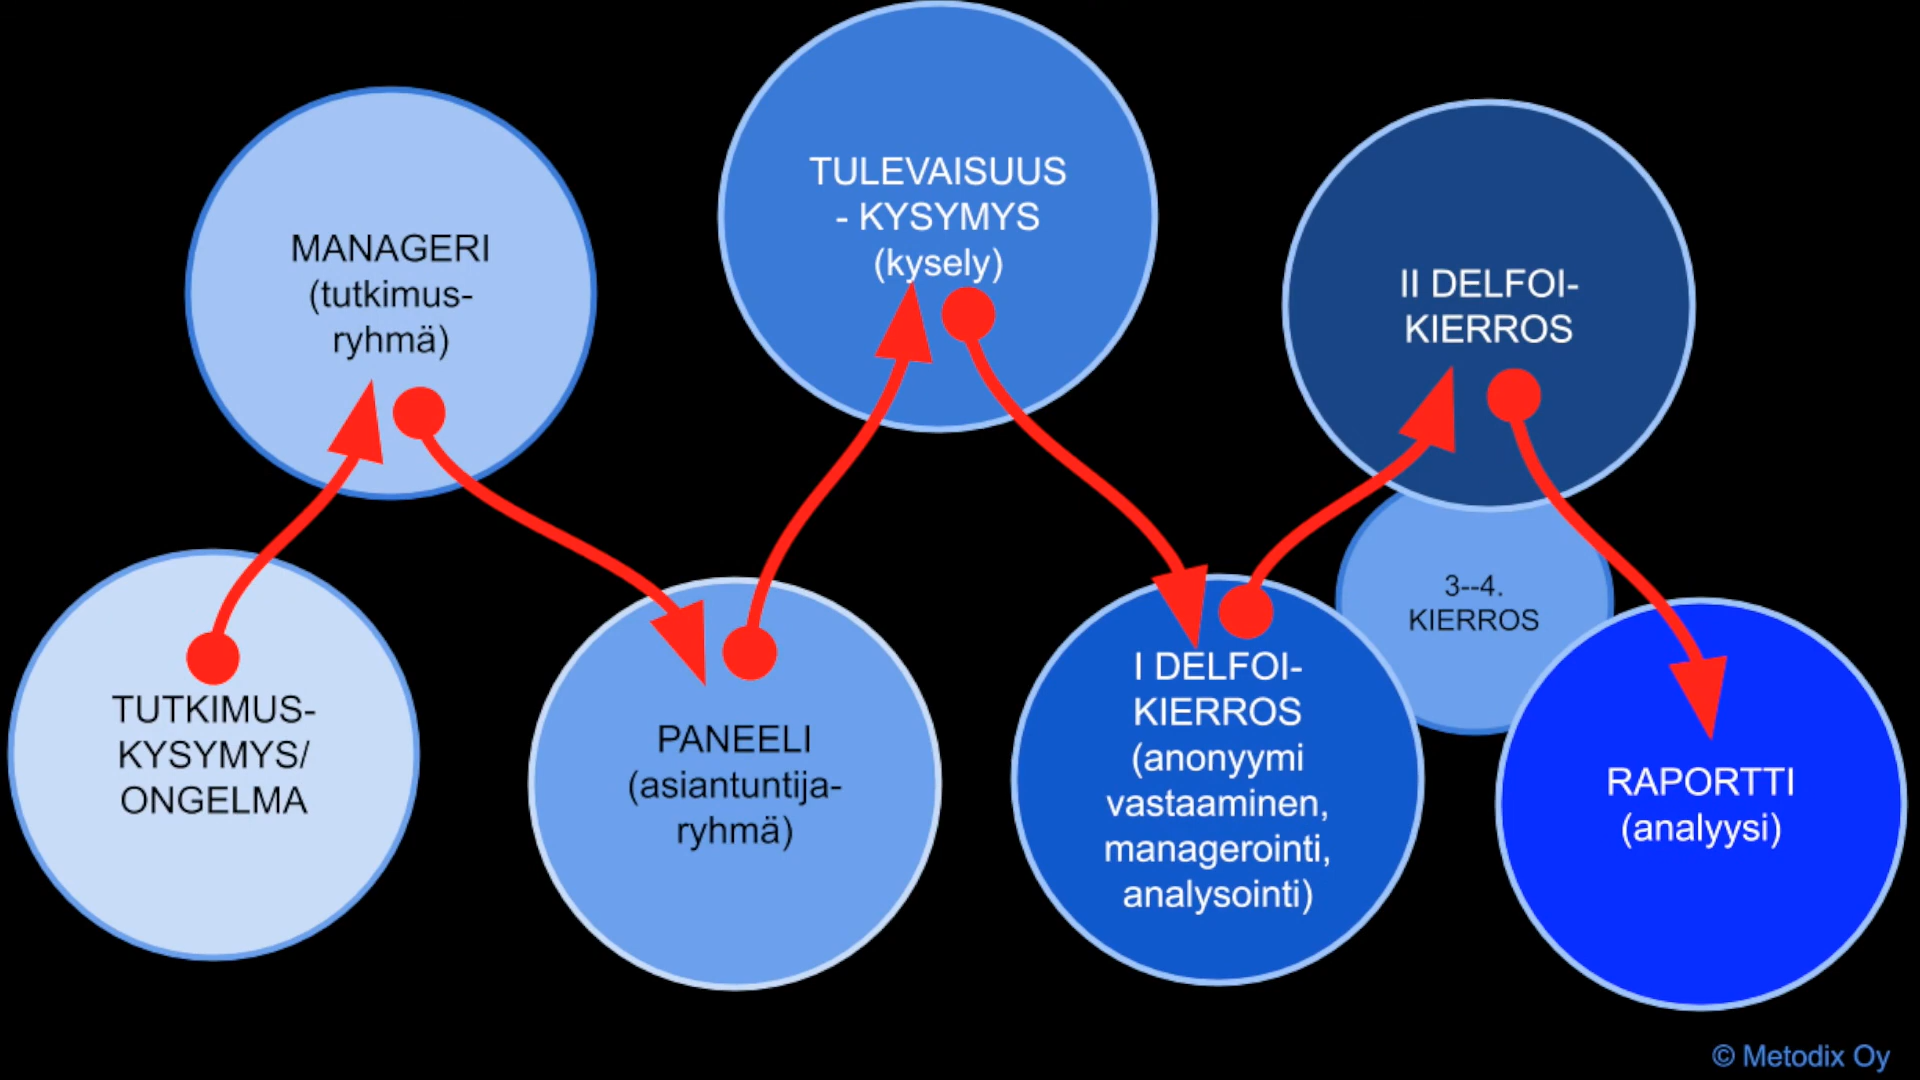 TUTKIMUS-
KYSYMYS/
ONGELMA
MANAGERI
(tutkimus-
ryhmä)
PANEELI
(asiantuntija-
ryhmä)
TULEVAISUUS
- KYSYMYS
(kysely)
I DELFOI-
KIERROS
(anonyymi
vastaaminen,
managerointi,
analysointi)
II DELFOI-
KIERROS
3--4.
KIERROS
RAPORTTI
(analyysi)
© Metodix Oy